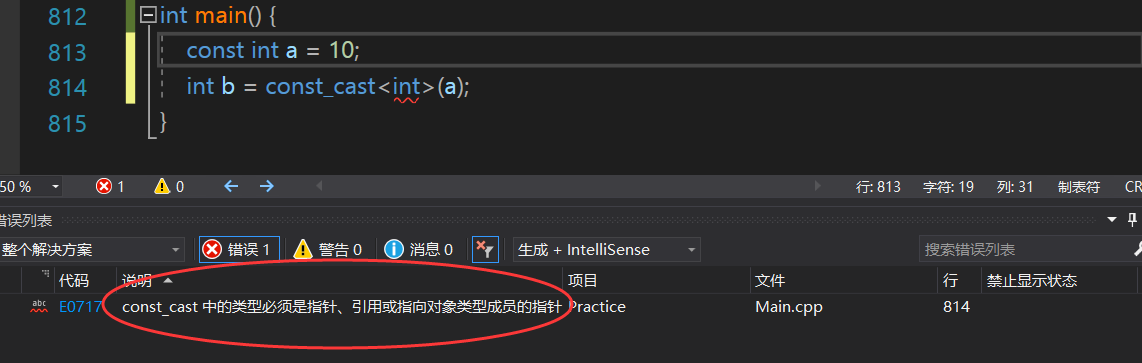 812 int main() {
813 const int a = 10;
814 int b = const_cast<int>(a);
815 }
50 % 1 0 行: 813 字符: 19 列: 31 制表符 CR
错误列表
整个解决方案 错误 1 警告 0 消息 0 生成 + IntelliSense 搜索错误列表
代码 说明 项目 文件 行 禁止显示状态
abc E0717 const_cast 中的类型必须是指针、引用或指向对象类型成员的指针 Practice Main.cpp 814